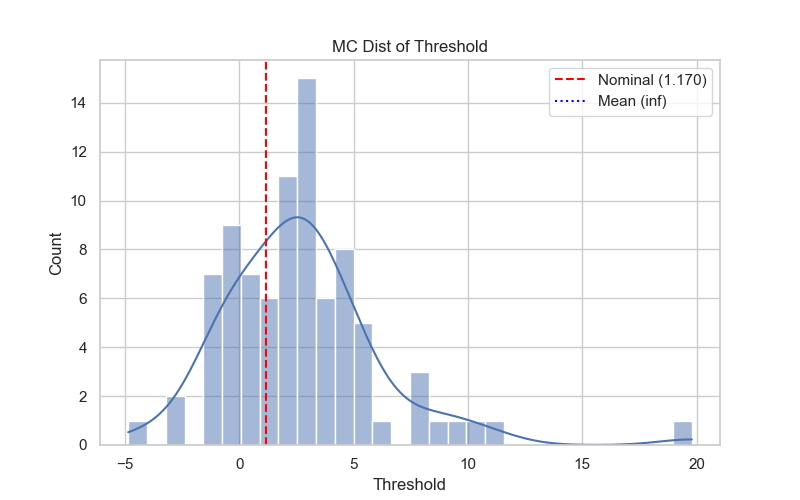 MC Dist of Threshold
Nominal (1.170)
Mean (inf)
Count
14
12
10
8
6
4
2
0
−5
0
5
10
15
20
Threshold